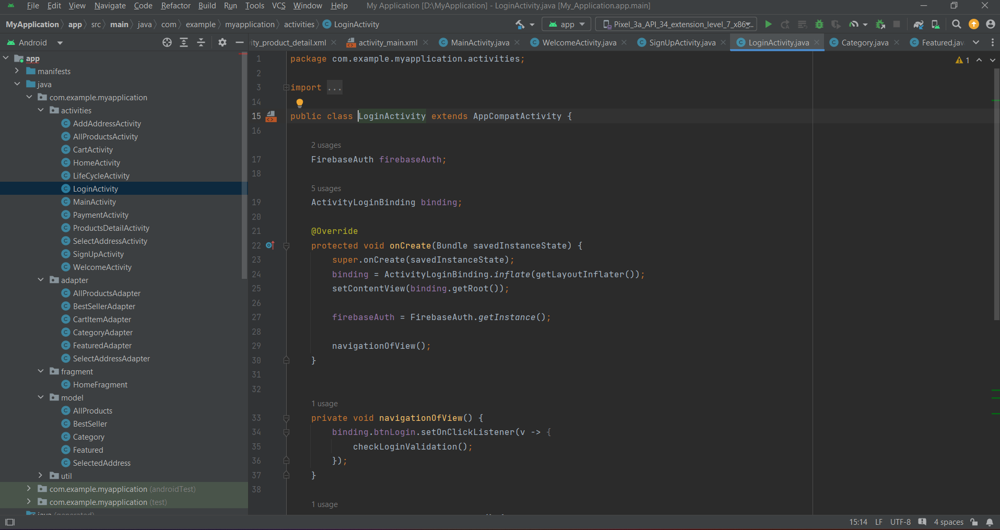 File Edit View Navigate Code Refactor Build Run Tools VCS Window Help My Application [D:\MyApplication] - LoginActivity.java [My_Application.app.main]
MyApplication app src main java com example myapplication activities LoginActivity app Pixel_3a_API_34_extension_level_7_x86
Android
ity_product_detail.xml activity_main.xml MainActivity.java WelcomeActivity.java SignUpActivity.java LoginActivity.java Category.java Featured.jav
app
manifests
java
com.example.myapplication
activities
AddAddressActivity
AllProductsActivity
CartActivity
HomeActivity
LifeCycleActivity
LoginActivity
MainActivity
PaymentActivity
ProductsDetailActivity
SelectAddressActivity
SignUpActivity
WelcomeActivity
adapter
AllProductsAdapter
BestSellerAdapter
CartItemAdapter
CategoryAdapter
FeaturedAdapter
SelectAddressAdapter
fragment
HomeFragment
model
AllProducts
BestSeller
Category
Featured
SelectedAddress
util
com.example.myapplication (androidTest)
com.example.myapplication (test)
java (generated)
1 package com.example.myapplication.activities;
1
2
3 import ...
14
15 public class LoginActivity extends AppCompatActivity {
16
2 usages
17 FirebaseAuth firebaseAuth;
18
5 usages
19 ActivityLoginBinding binding;
20
21 @Override
22 protected void onCreate(Bundle savedInstanceState) {
23 super.onCreate(savedInstanceState);
24 binding = ActivityLoginBinding.inflate(getLayoutInflater());
25 setContentView(binding.getRoot());
26
27 firebaseAuth = FirebaseAuth.getInstance();
28
29 navigationOfView();
30 }
31
32
1 usage
33 private void navigationOfView() {
34 binding.btnLogin.setOnClickListener(v -> {
35 checkLoginValidation();
36 });
37 }
38
1 usage
15:14 LF UTF-8 4 spaces